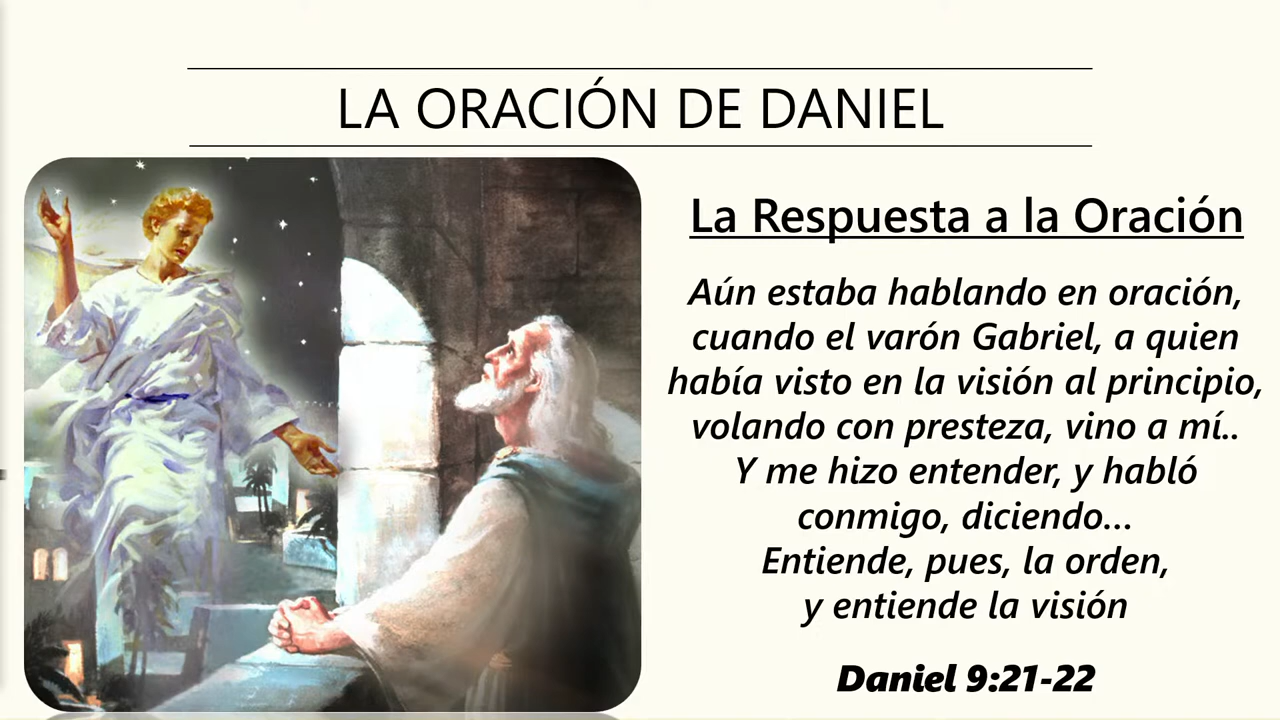 LA ORACIÓN DE DANIEL
La Respuesta a la Oración
Aún estaba hablando en oración,
cuando el varón Gabriel, a quien
había visto en la visión al principio,
volando con presteza, vino a mí..
Y me hizo entender, y habló
conmigo, diciendo...
Entiende, pues, la orden,
y entiende la visión
Daniel 9:21-22